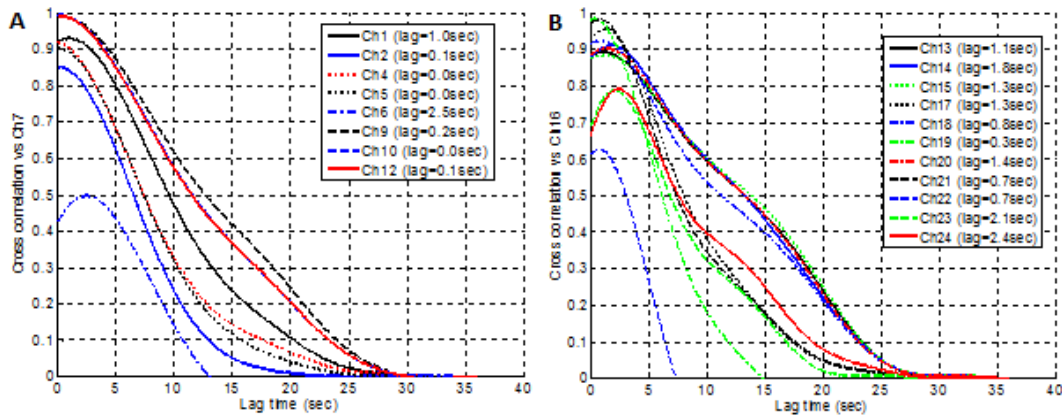 A
Cross correlation vs Ch7
1
0.9
0.8
0.7
0.6
0.5
0.4
0.3
0.2
0.1
0
0 5 10 15 20 25 30 35 40
Lag time (sec)
Ch1 (lag=1.0sec)
Ch2 (lag=0.1sec)
Ch4 (lag=0.0sec)
Ch5 (lag=0.0sec)
Ch6 (lag=2.5sec)
Ch9 (lag=0.2sec)
Ch10 (lag=0.0sec)
Ch12 (lag=0.1sec)
B
Cross correlation vs Ch16
1
0.9
0.8
0.7
0.6
0.5
0.4
0.3
0.2
0.1
0
0 5 10 15 20 25 30 35 40
Lag time (sec)
Ch13 (lag=1.1sec)
Ch14 (lag=1.8sec)
Ch15 (lag=1.3sec)
Ch17 (lag=1.3sec)
Ch18 (lag=0.8sec)
Ch19 (lag=0.3sec)
Ch20 (lag=1.4sec)
Ch21 (lag=0.7sec)
Ch22 (lag=0.7sec)
Ch23 (lag=2.1sec)
Ch24 (lag=2.4sec)